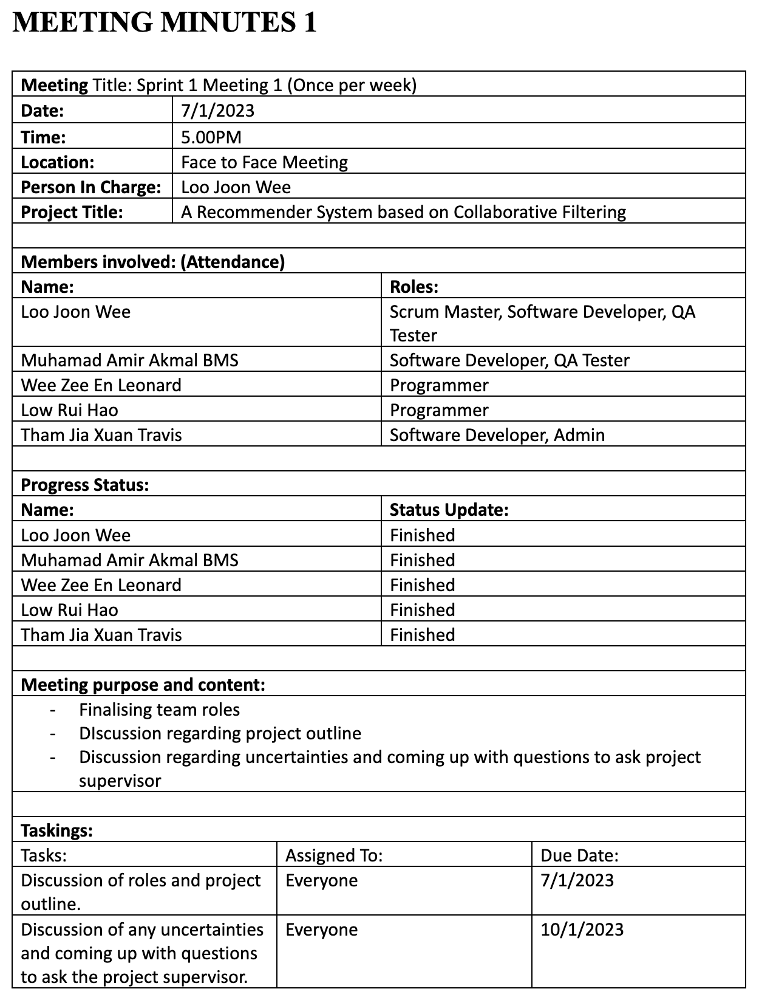 MEETING MINUTES 1
Meeting Title: Sprint 1 Meeting 1 (Once per week)
Date: 7/1/2023
Time: 5.00PM
Location: Face to Face Meeting
Person In Charge: Loo Joon Wee
Project Title: A Recommender System based on Collaborative Filtering
Members involved: (Attendance)
Name: Roles:
Loo Joon Wee Scrum Master, Software Developer, QA
Tester
Muhamad Amir Akmal BMS Software Developer, QA Tester
Wee Zee En Leonard Programmer
Low Rui Hao Programmer
Tham Jia Xuan Travis Software Developer, Admin
Progress Status:
Name: Status Update:
Loo Joon Wee Finished
Muhamad Amir Akmal BMS Finished
Wee Zee En Leonard Finished
Low Rui Hao Finished
Tham Jia Xuan Travis Finished
Meeting purpose and content:
- Finalising team roles
- DIscussion regarding project outline
- Discussion regarding uncertainties and coming up with questions to ask project
supervisor
Taskings:
Tasks: Assigned To: Due Date:
Discussion of roles and project Everyone 7/1/2023
outline.
Discussion of any uncertainties Everyone 10/1/2023
and coming up with questions
to ask the project supervisor.